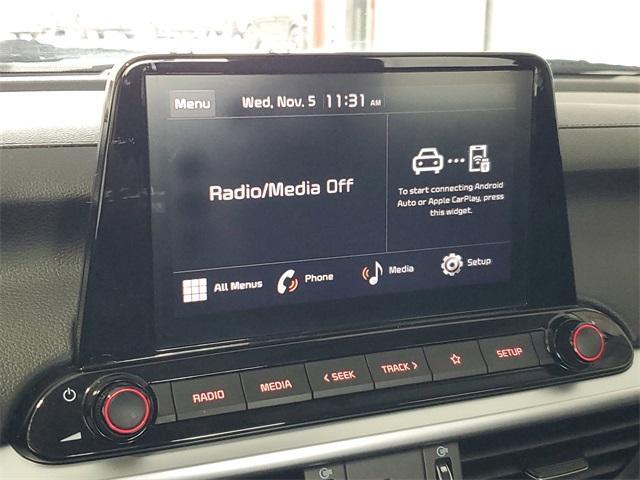 Menu
Wed, Nov. 5 11:31 AM
Radio/Media Off
To start connecting Android
Auto or Apple CarPlay, press
this widget.
All Menus
Phone
Media
Setup
RADIO
MEDIA
< SEEK
TRACK >
SETUP